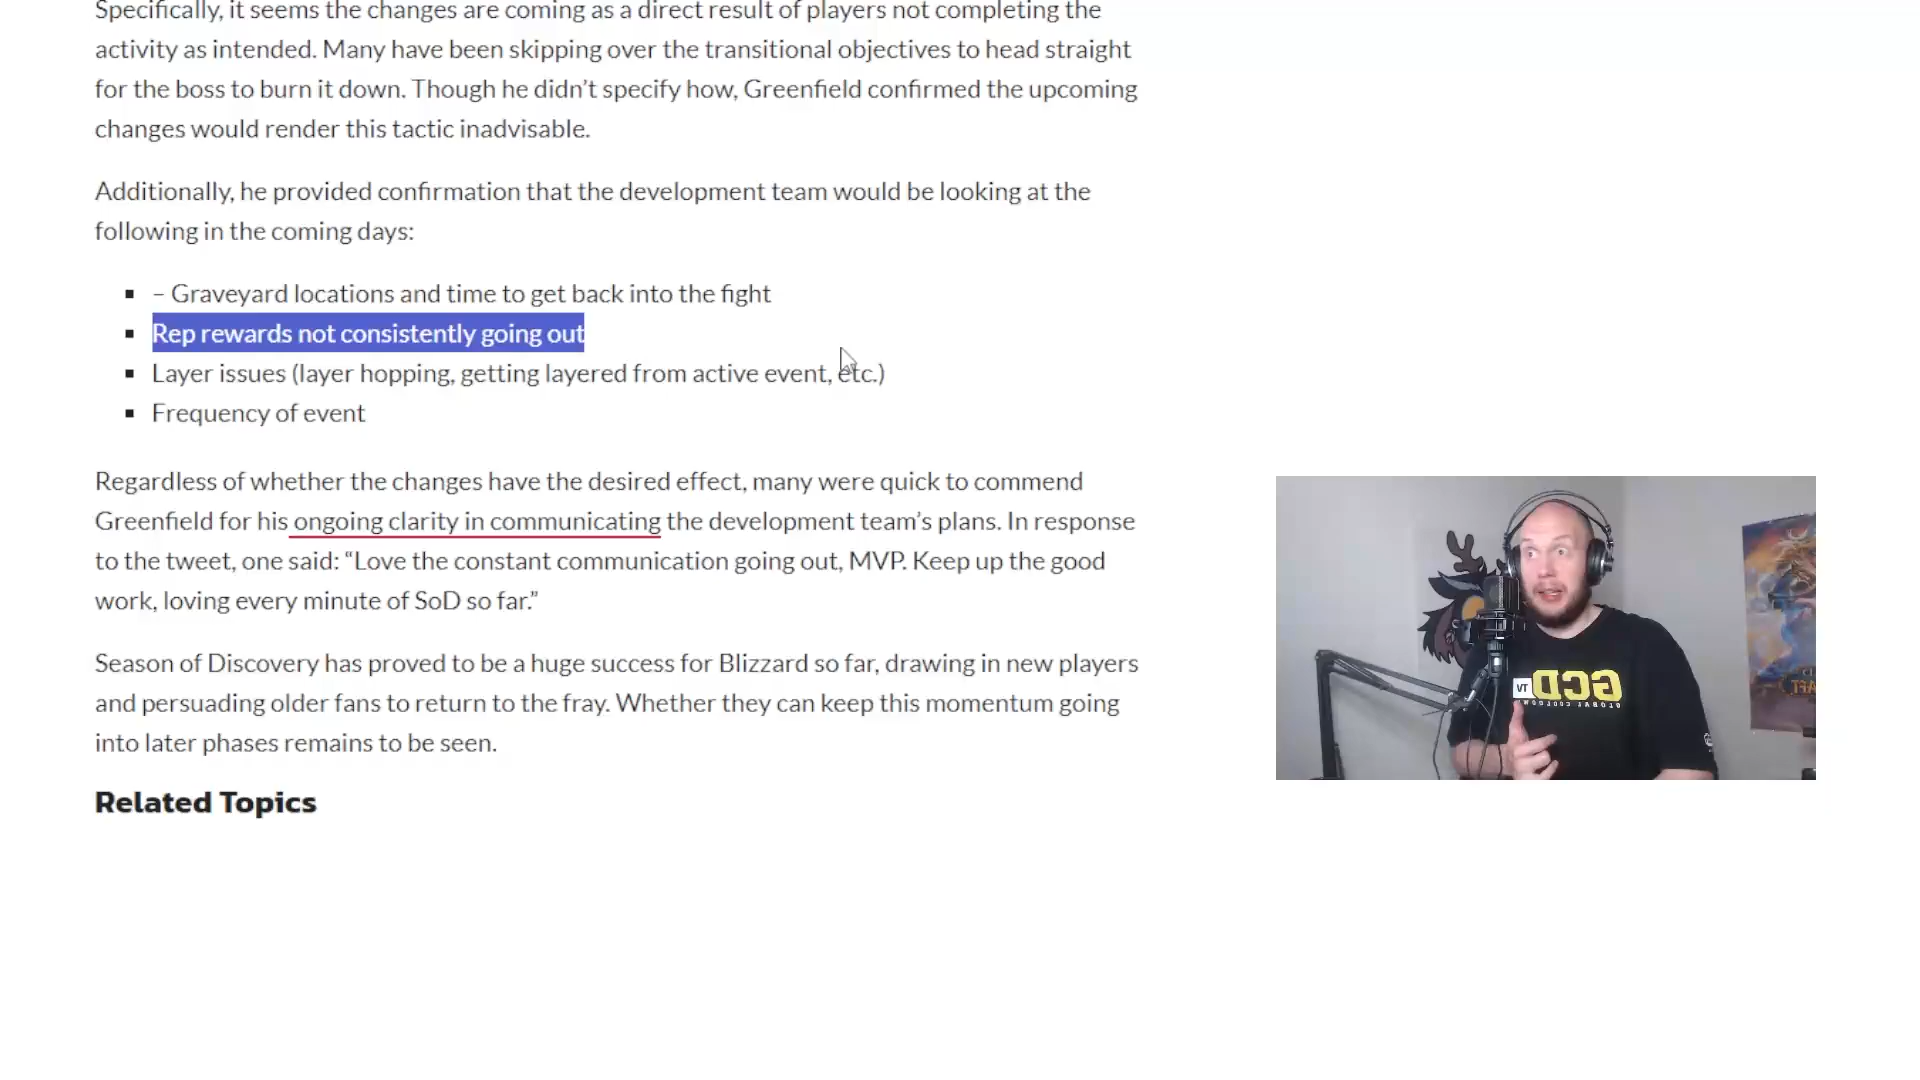 Specifically, it seems the changes are coming as a direct result of players not completing the
activity as intended. Many have been skipping over the transitional objectives to head straight
for the boss to burn it down. Though he didn’t specify how, Greenfield confirmed the upcoming
changes would render this tactic inadvisable.
Additionally, he provided confirmation that the development team would be looking at the
following in the coming days:
– Graveyard locations and time to get back into the fight
Rep rewards not consistently going out
Layer issues (layer hopping, getting layered from active event, etc.)
Frequency of event
Regardless of whether the changes have the desired effect, many were quick to commend
Greenfield for his ongoing clarity in communicating the development team’s plans. In response
to the tweet, one said: “Love the constant communication going out, MVP. Keep up the good
work, loving every minute of SoD so far.”
Season of Discovery has proved to be a huge success for Blizzard so far, drawing in new players
and persuading older fans to return to the fray. Whether they can keep this momentum going
into later phases remains to be seen.
Related Topics
GCD
TV